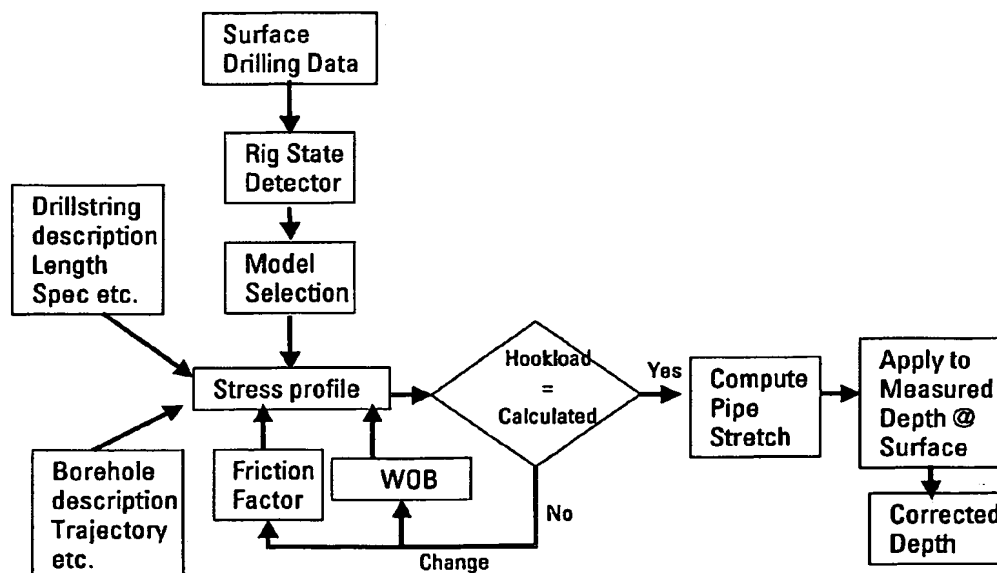 Surface
Drilling Data
Rig State
Detector
Drillstring
description
Length
Spec etc.
Model
Selection
Stress profile
Hookload
=
Calculated
Yes
No
Compute
Pipe
Stretch
Apply to
Measured
Depth @
Surface
Corrected
Depth
Borehole
description
Trajectory
etc.
Friction
Factor
WOB
Change